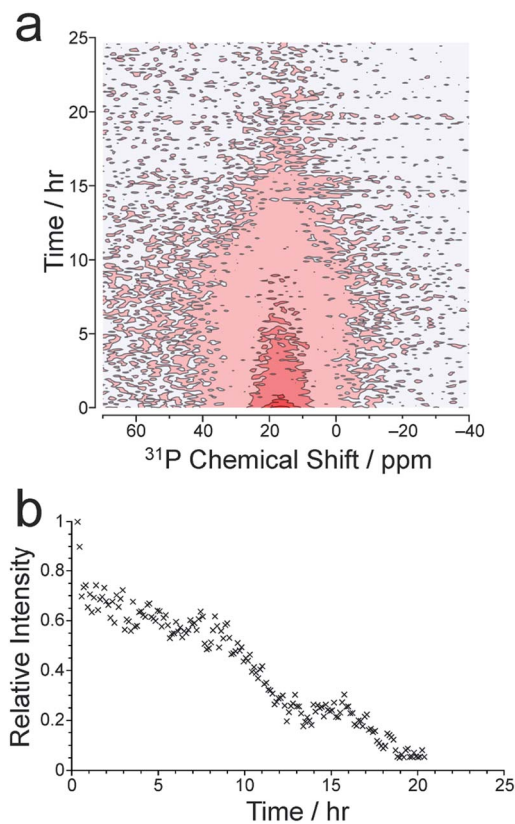 a
25
20
15
10
5
0
Time / hr
60 40 20 0 –20 –40
³¹P Chemical Shift / ppm
b
1
0.8
0.6
0.4
0.2
0
Relative Intensity
0 5 10 15 20 25
Time / hr